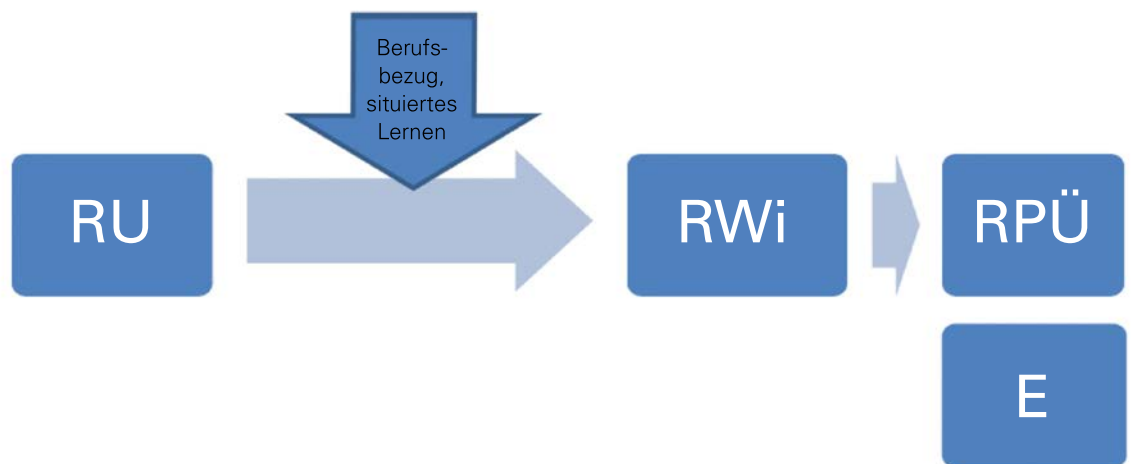 Berufs-
bezug,
situiertes
Lernen
RU
RWi
RPÜ
E